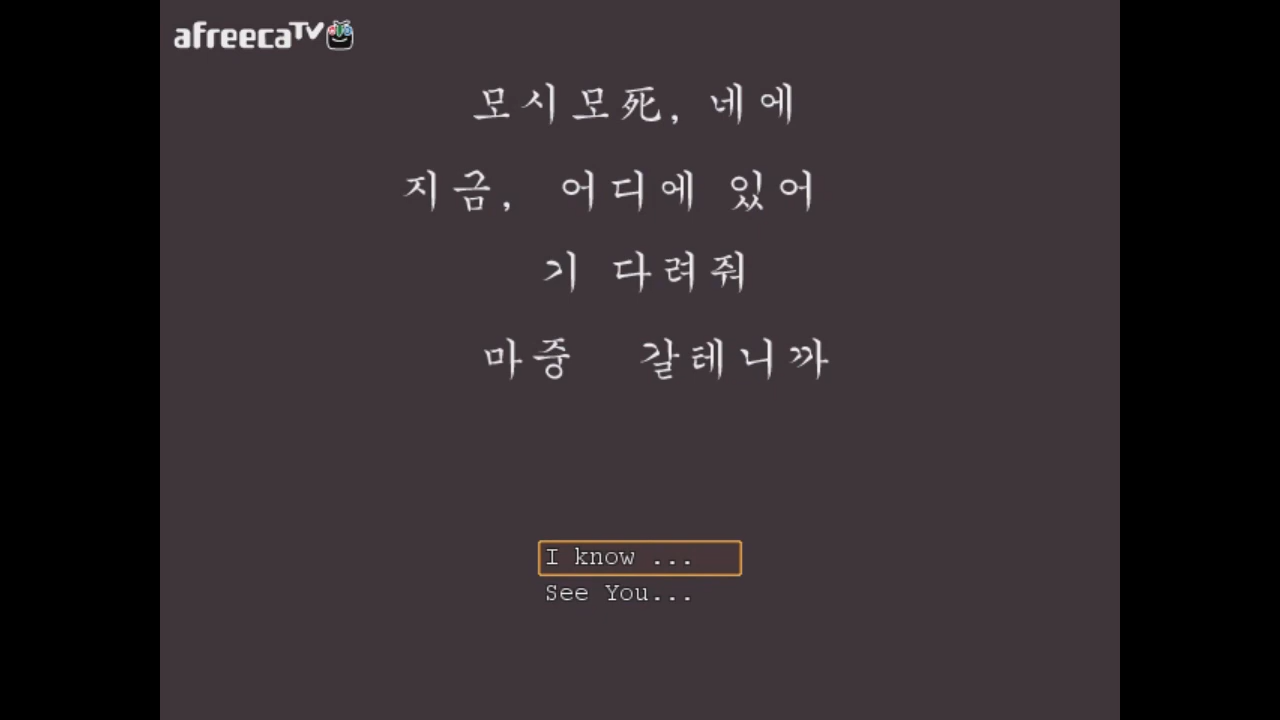 afreecaTV
모시모死, 네에
지금, 어디에 있어
기 다려줘
마중 갈테니까
I know ...
See You...